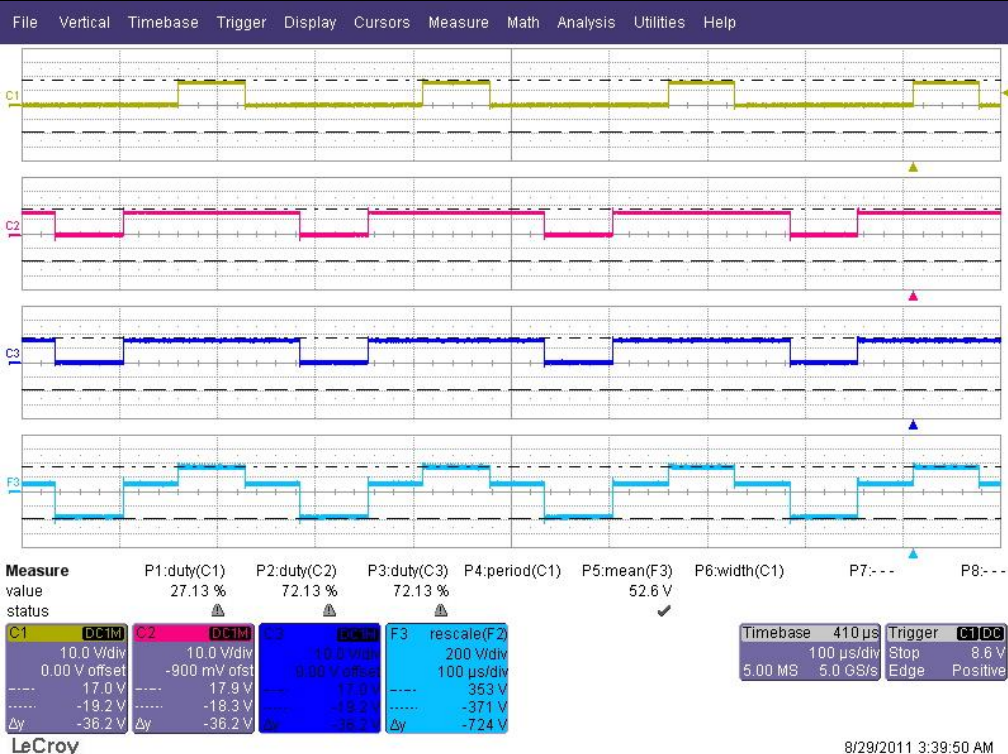 File Vertical Timebase Trigger Display Cursors Measure Math Analysis Utilities Help
C1
C2
C3
F3
Measure P1:duty(C1) P2:duty(C2) P3:duty(C3) P4:period(C1) P5:mean(F3) P6:width(C1) P7:--- P8:---
value 27.13 % 72.13 % 72.13 % 52.6 V
status
C1 DC1M
10.0 V/div
0.00 V offset
17.0 V
-19.2 V
Δy -36.2 V
C2 DC1M
10.0 V/div
-900 mV ofst
17.9 V
-18.3 V
Δy -36.2 V
C3 DC1M
10.0 V/div
0.00 V offset
17.0 V
-19.2 V
Δy -36.2 V
F3 rescale(F2)
200 V/div
100 µs/div
353 V
-371 V
Δy -724 V
Timebase 410 µs
100 µs/div
5.00 MS 5.0 GS/s
Trigger C1 DC
Stop 8.6 V
Edge Positive
LeCroy
8/29/2011 3:39:50 AM